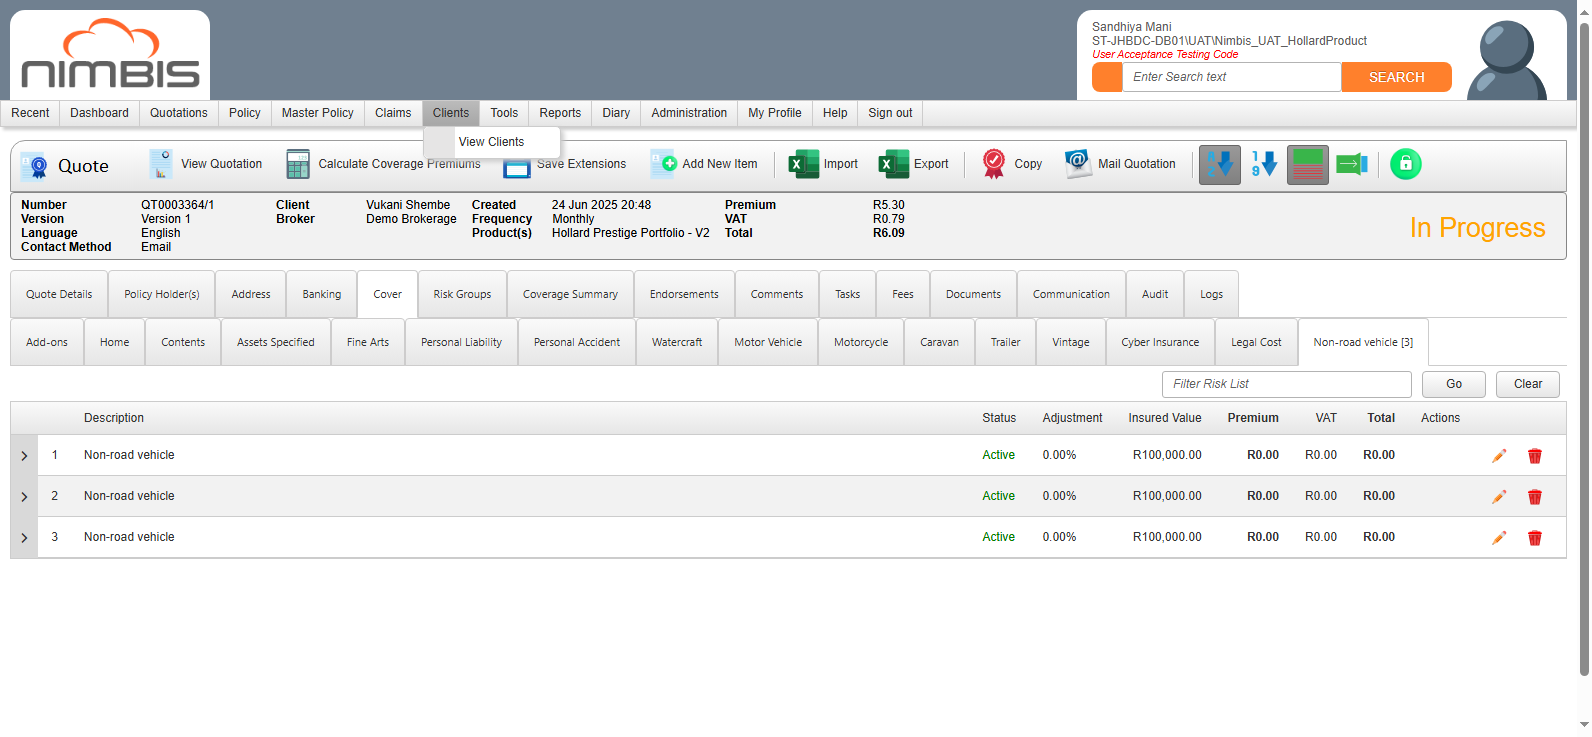 NIMBIS
Sandhiya Mani
ST-JHBDC-DB01\UAT\Nimbis_UAT_HollardProduct
User Acceptance Testing Code
Enter Search text
SEARCH
Recent Dashboard Quotations Policy Master Policy Claims Clients Tools Reports Diary Administration My Profile Help Sign out
View Clients
Quote View Quotation Calculate Coverage Premiums Save Extensions Add New Item Import Export Copy Mail Quotation
Number QT0003364/1 Client Vukani Shembe Created 24 Jun 2025 20:48 Premium R5.30
Version Version 1 Broker Demo Brokerage Frequency Monthly VAT R0.79
Language English Product(s) Hollard Prestige Portfolio - V2 Total R6.09
Contact Method Email
In Progress
Quote Details Policy Holder(s) Address Banking Cover Risk Groups Coverage Summary Endorsements Comments Tasks Fees Documents Communication Audit Logs
Add-ons Home Contents Assets Specified Fine Arts Personal Liability Personal Accident Watercraft Motor Vehicle Motorcycle Caravan Trailer Vintage Cyber Insurance Legal Cost Non-road vehicle [3]
Filter Risk List Go Clear
Description Status Adjustment Insured Value Premium VAT Total Actions
1 Non-road vehicle Active 0.00% R100,000.00 R0.00 R0.00 R0.00
2 Non-road vehicle Active 0.00% R100,000.00 R0.00 R0.00 R0.00
3 Non-road vehicle Active 0.00% R100,000.00 R0.00 R0.00 R0.00